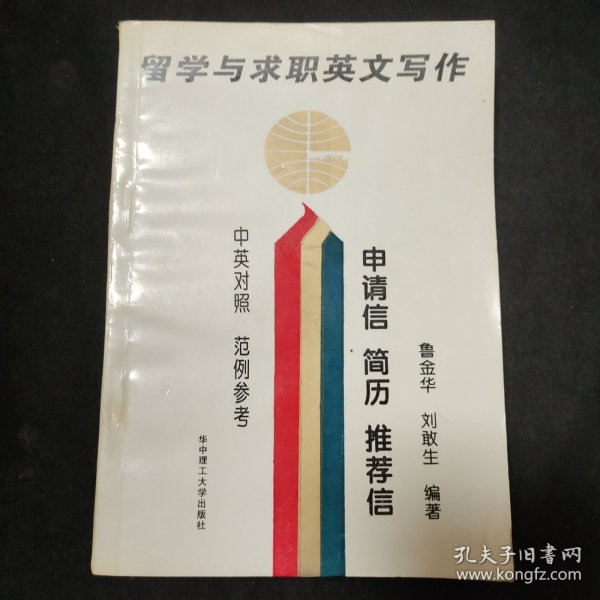 留学与求职英文写作
申请信 简历 推荐信
中英对照 范例参考
鲁金华 刘敢生 编著
华中理工大学出版社
孔夫子旧书网
www.kongfz.com